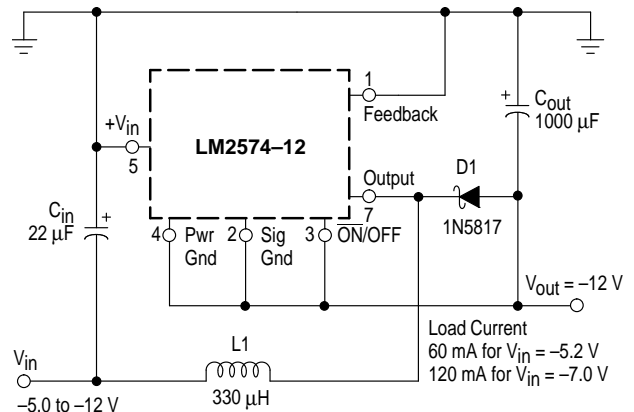 1
Feedback
+Vin
5
LM2574–12
Cout
1000 µF
+
D1
1N5817
Output
7
Cin
22 µF
+
4 Pwr
Gnd
2 Sig
Gnd
3 O̅N̅/OFF
Vout = –12 V
Load Current
60 mA for Vin = –5.2 V
120 mA for Vin = –7.0 V
Vin
–5.0 to –12 V
L1
330 µH